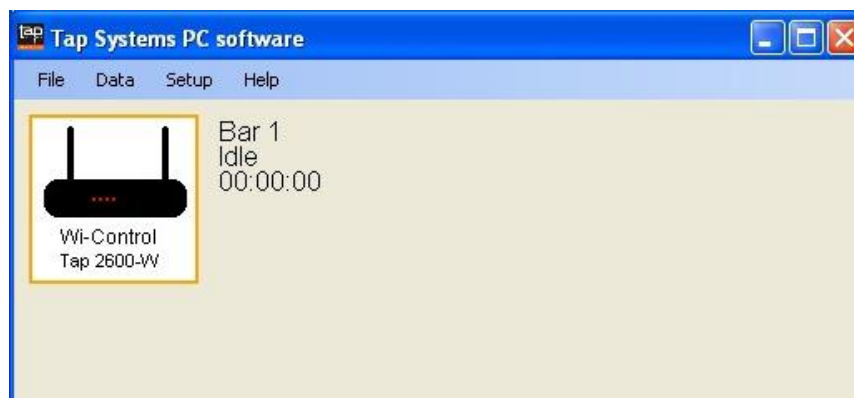 tap Tap Systems PC software
File Data Setup Help
Bar 1
Idle
00:00:00
Wi-Control
Tap 2600-W